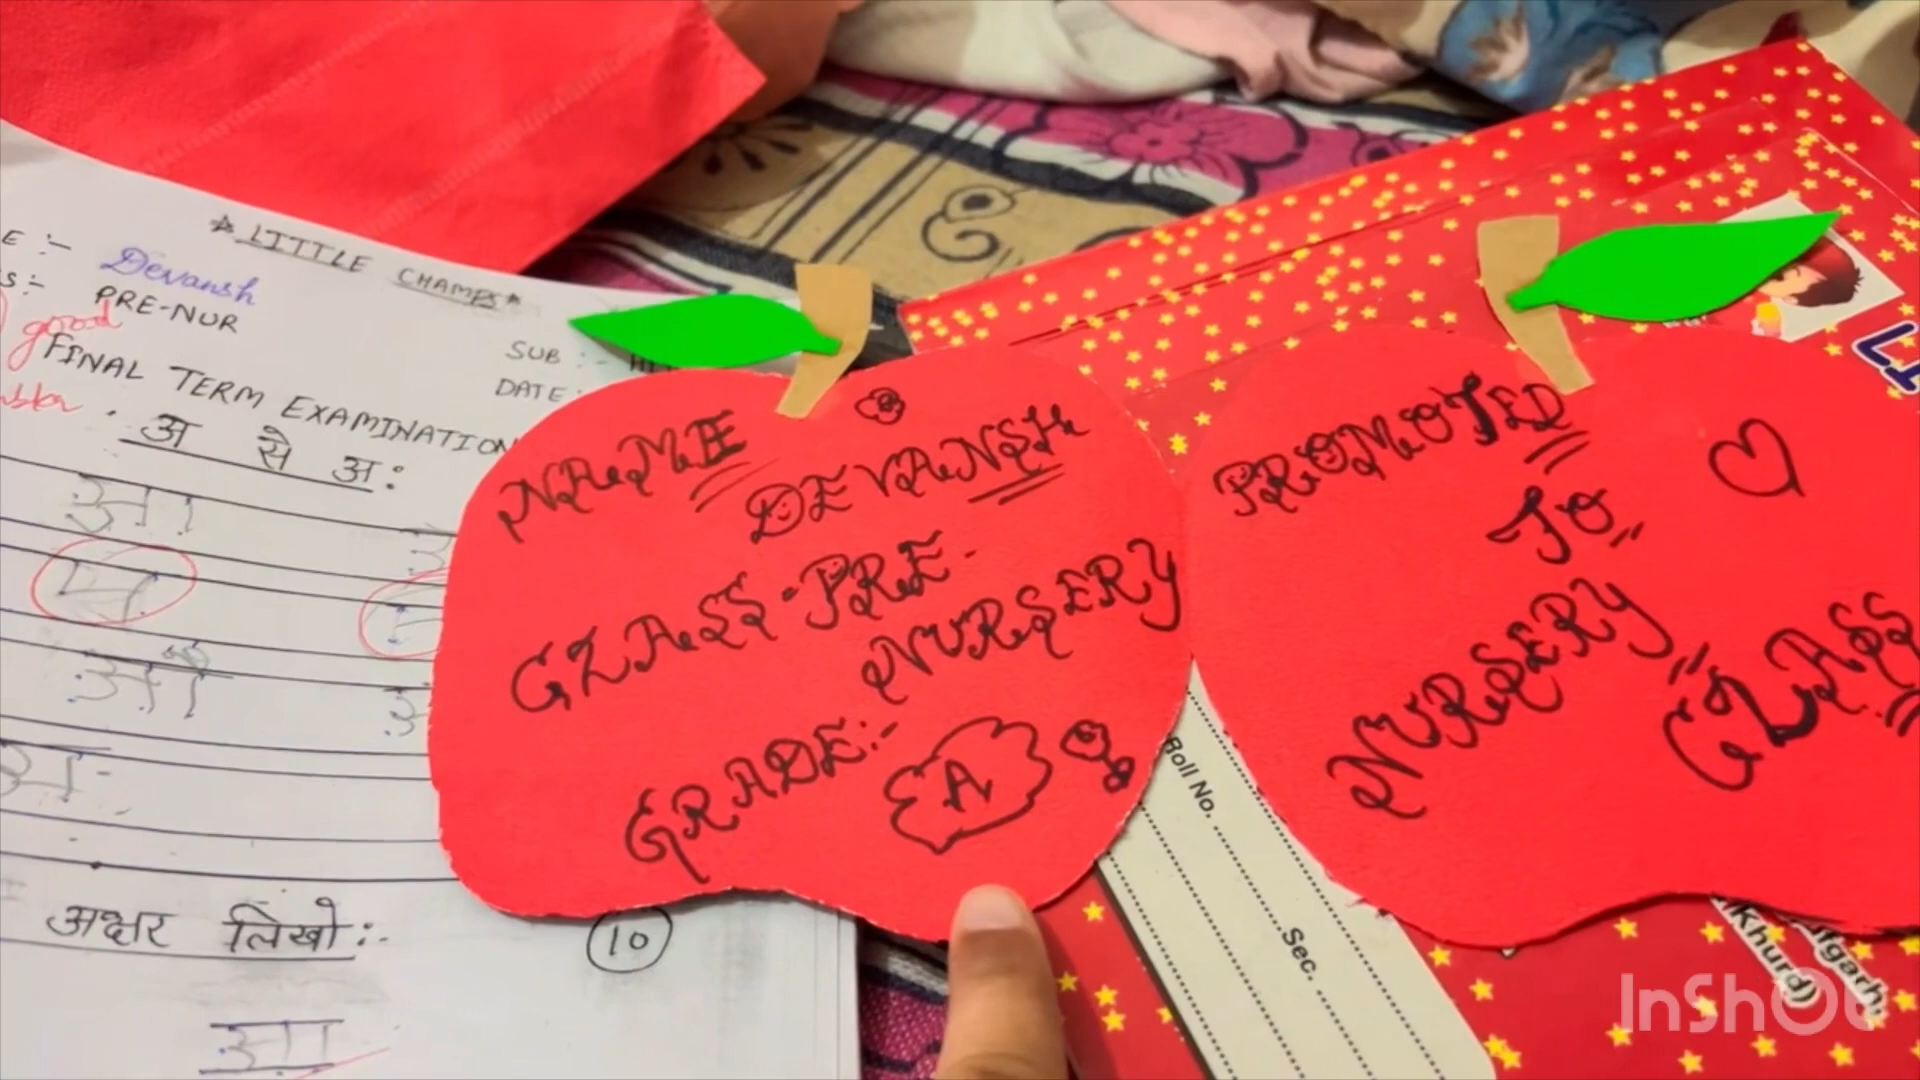 ☆ LITTLE CHAMPS ☆
E :- Devansh
S:- PRE-NUR
SUB :-
DATE :
good
FINAL TERM EXAMINATION
अ से अः
आ
अक्षर लिखो:-
10
आ
NAME
DEVANSH
CLASS-PRE-
NURSERY
GRADE:- A
PROMOTED
TO
NURSERY
CLASS
Roll No.
Sec.
Khurd)
InShOt